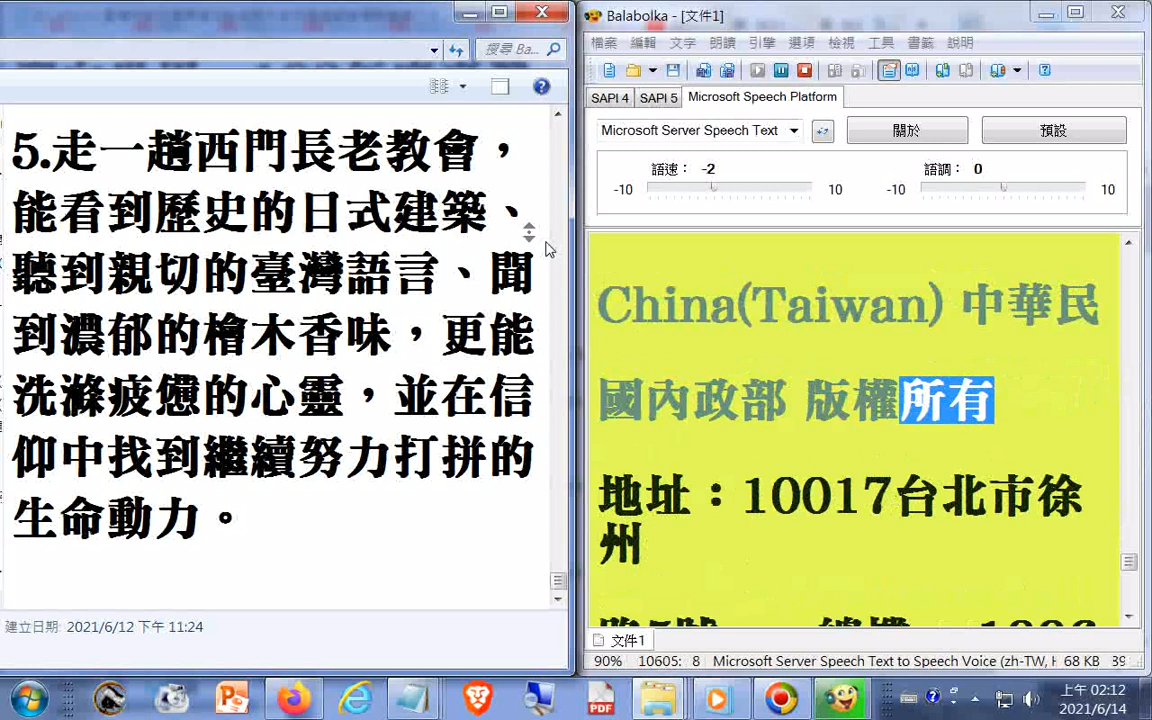 搜尋 Ba...
5.走一趟西門長老教會，
能看到歷史的日式建築、
聽到親切的臺灣語言、聞
到濃郁的檜木香味，更能
洗滌疲憊的心靈，並在信
仰中找到繼續努力打拼的
生命動力。
建立日期: 2021/6/12 下午 11:24
Balabolka - [文件1]
檔案 編輯 文字 朗讀 引擎 選項 檢視 工具 書籤 說明
SAPI 4 SAPI 5 Microsoft Speech Platform
Microsoft Server Speech Text 關於 預設
語速： -2 語調： 0
-10 10 -10 10
China(Taiwan) 中華民
國內政部 版權所有
地址：10017台北市徐
州
文件1
90% 10605: 8 Microsoft Server Speech Text to Speech Voice (zh-TW, H 68 KB
上午 02:12
2021/6/14